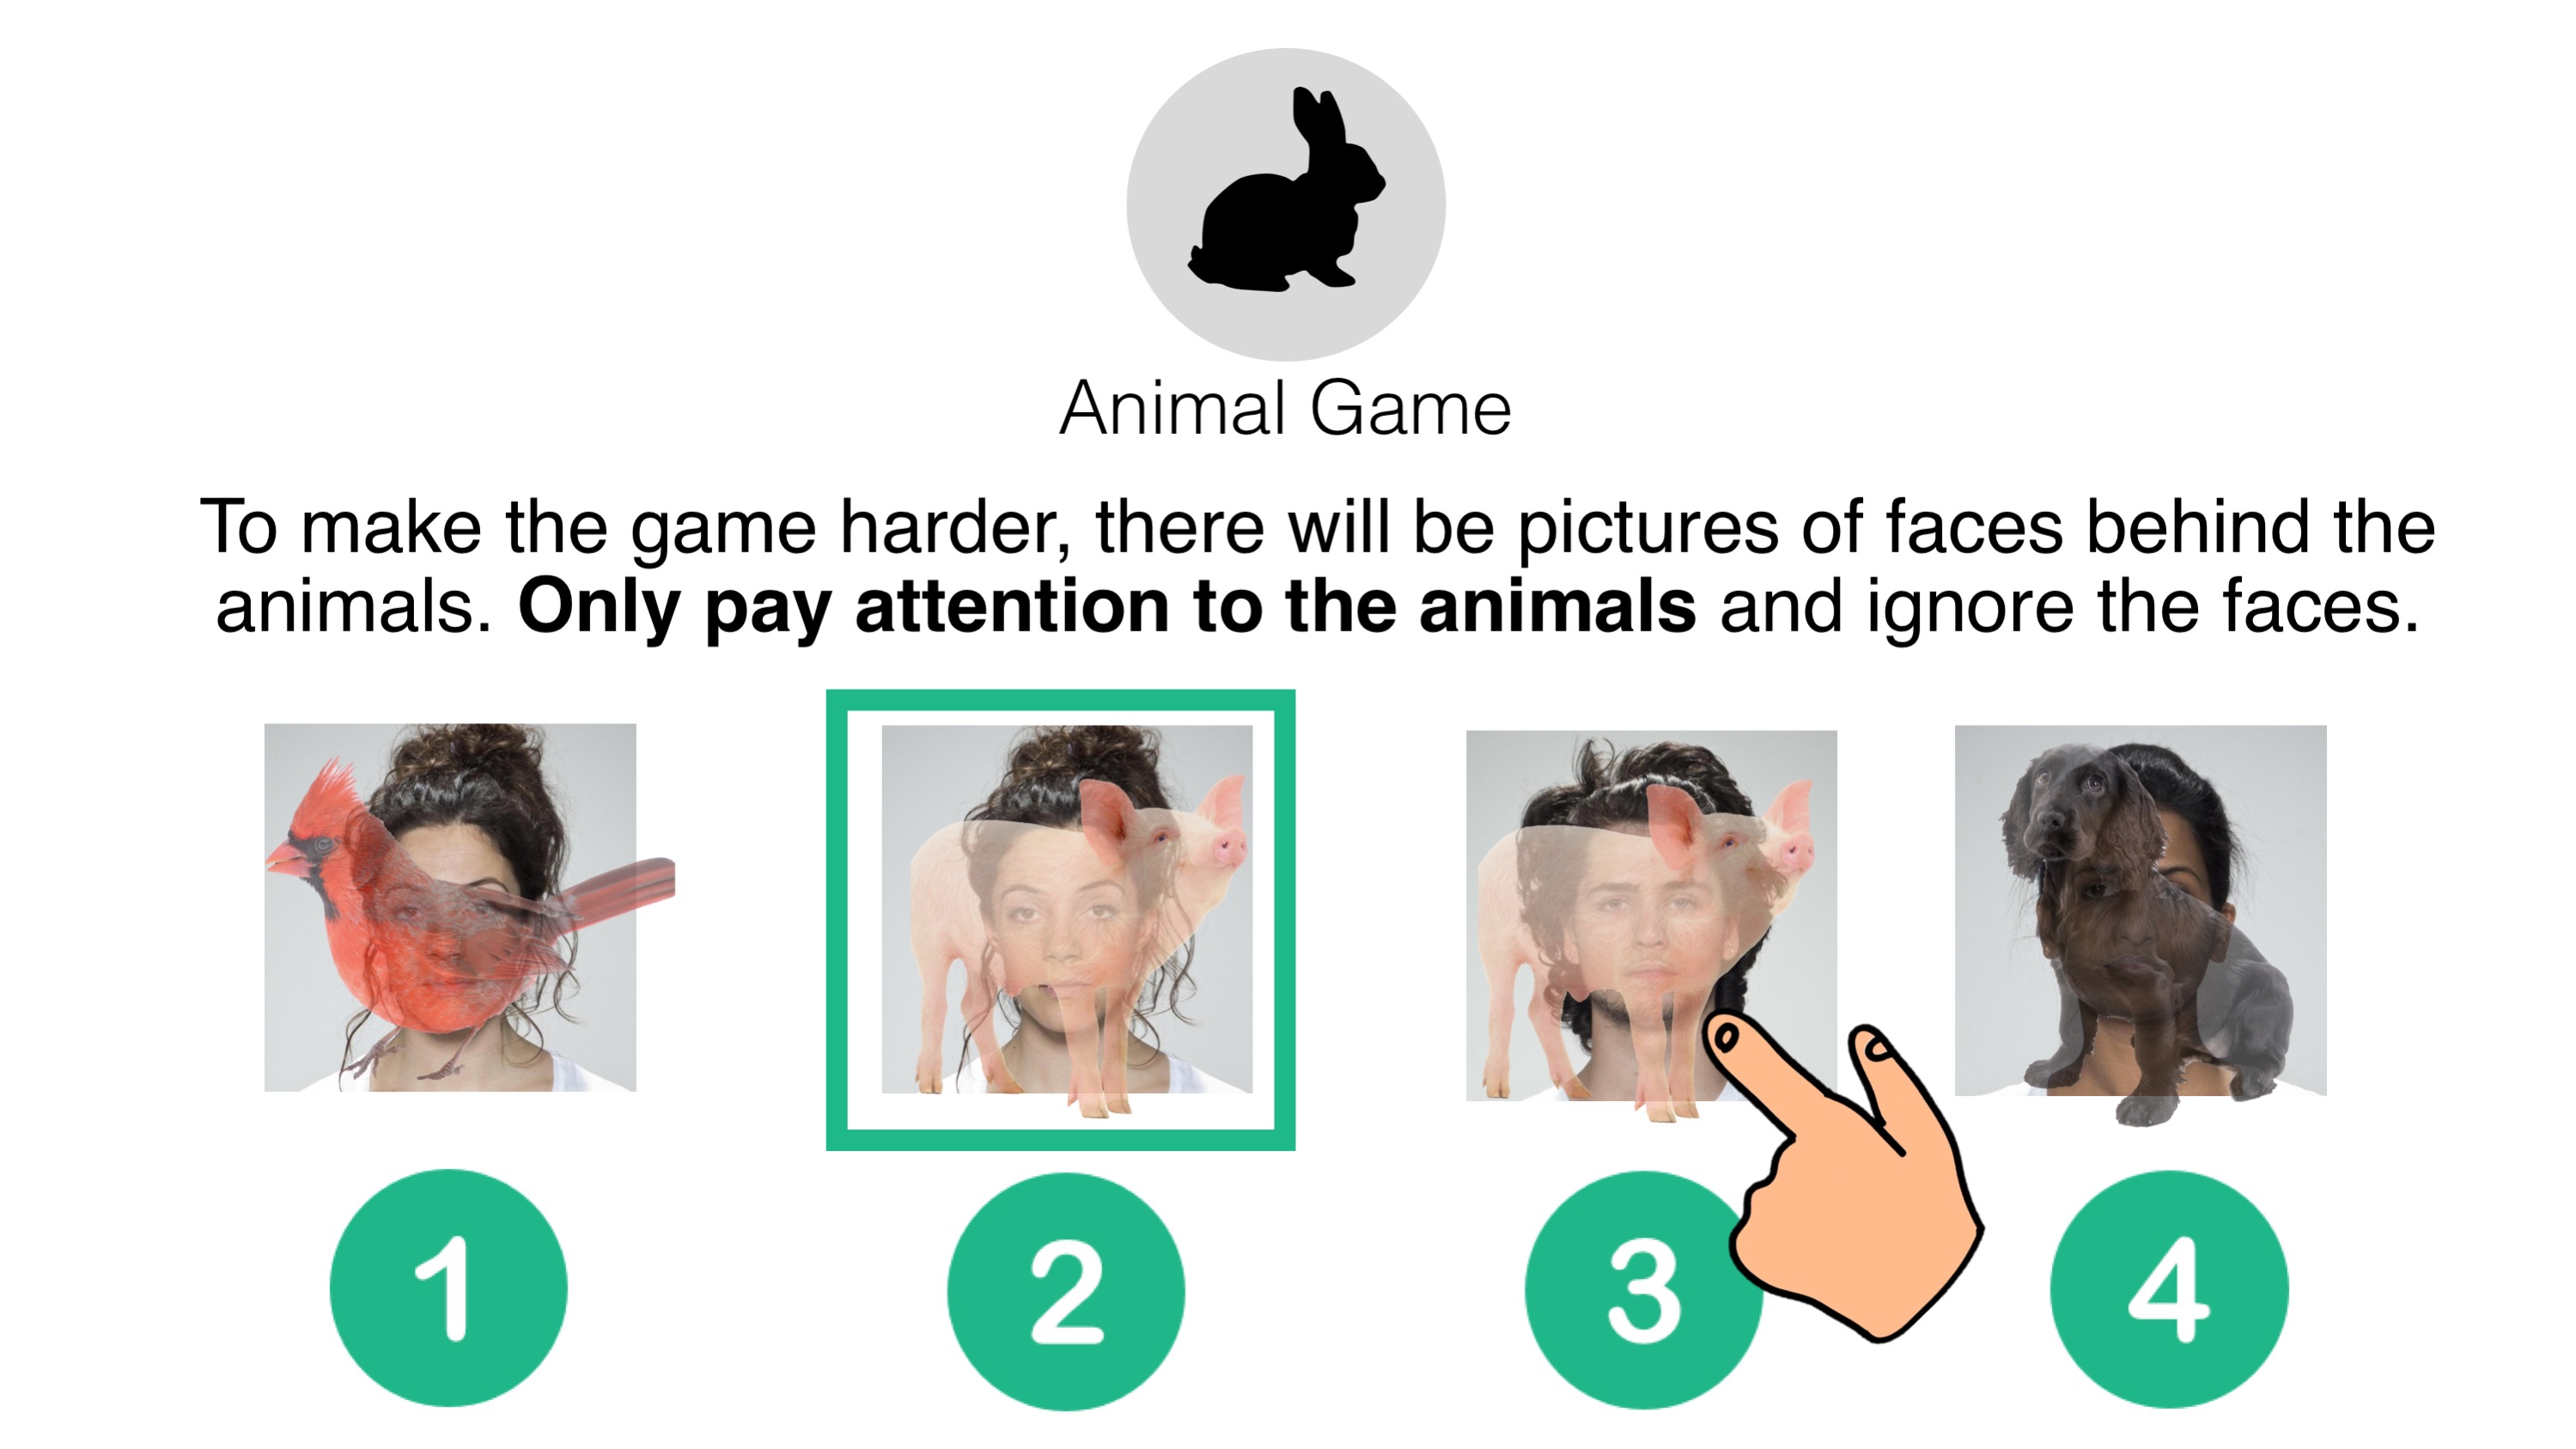 Animal Game
To make the game harder, there will be pictures of faces behind the
animals. Only pay attention to the animals and ignore the faces.
1 2 3 4